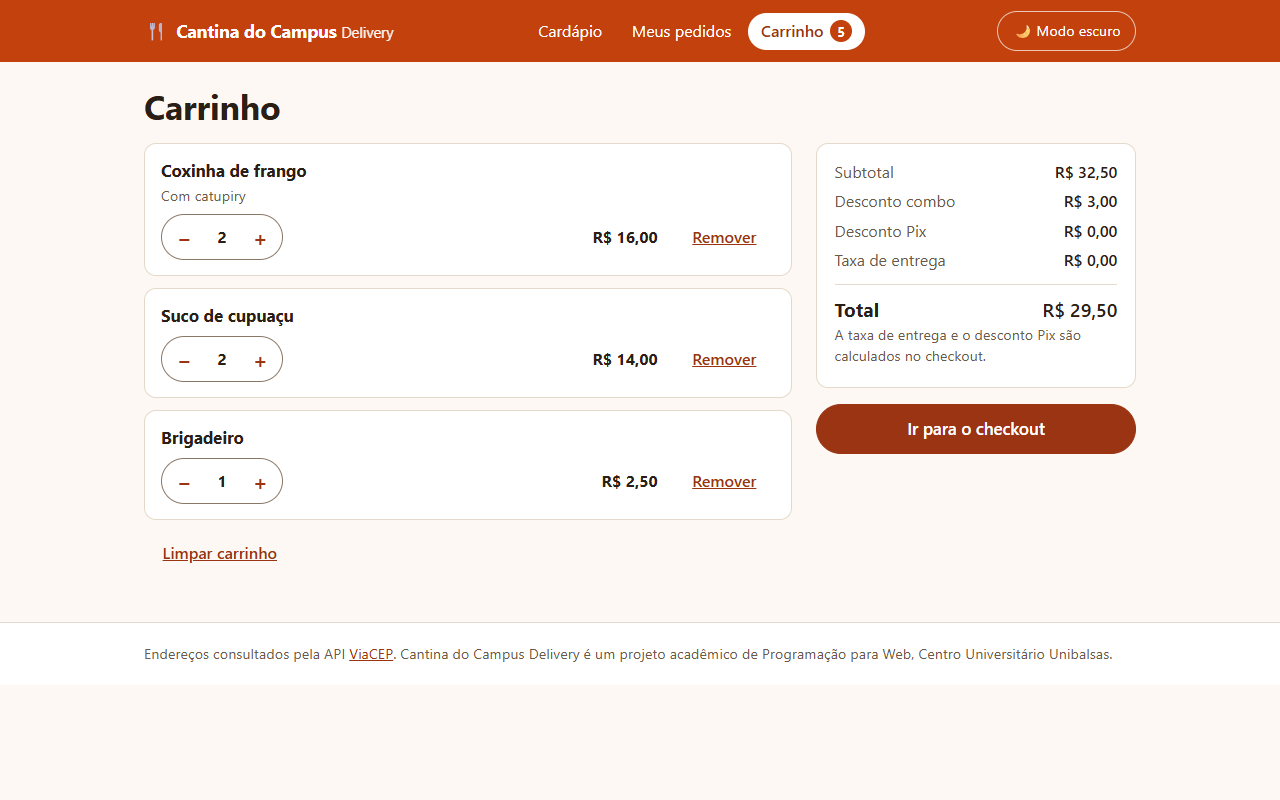 Cantina do Campus Delivery
Cardápio
Meus pedidos
Carrinho 5
Modo escuro
Carrinho
Coxinha de frango
Com catupiry
− 2 + R$ 16,00 Remover
Suco de cupuaçu
− 2 + R$ 14,00 Remover
Brigadeiro
− 1 + R$ 2,50 Remover
Limpar carrinho
Subtotal R$ 32,50
Desconto combo R$ 3,00
Desconto Pix R$ 0,00
Taxa de entrega R$ 0,00
Total R$ 29,50
A taxa de entrega e o desconto Pix são
calculados no checkout.
Ir para o checkout
Endereços consultados pela API ViaCEP. Cantina do Campus Delivery é um projeto acadêmico de Programação para Web, Centro Universitário Unibalsas.